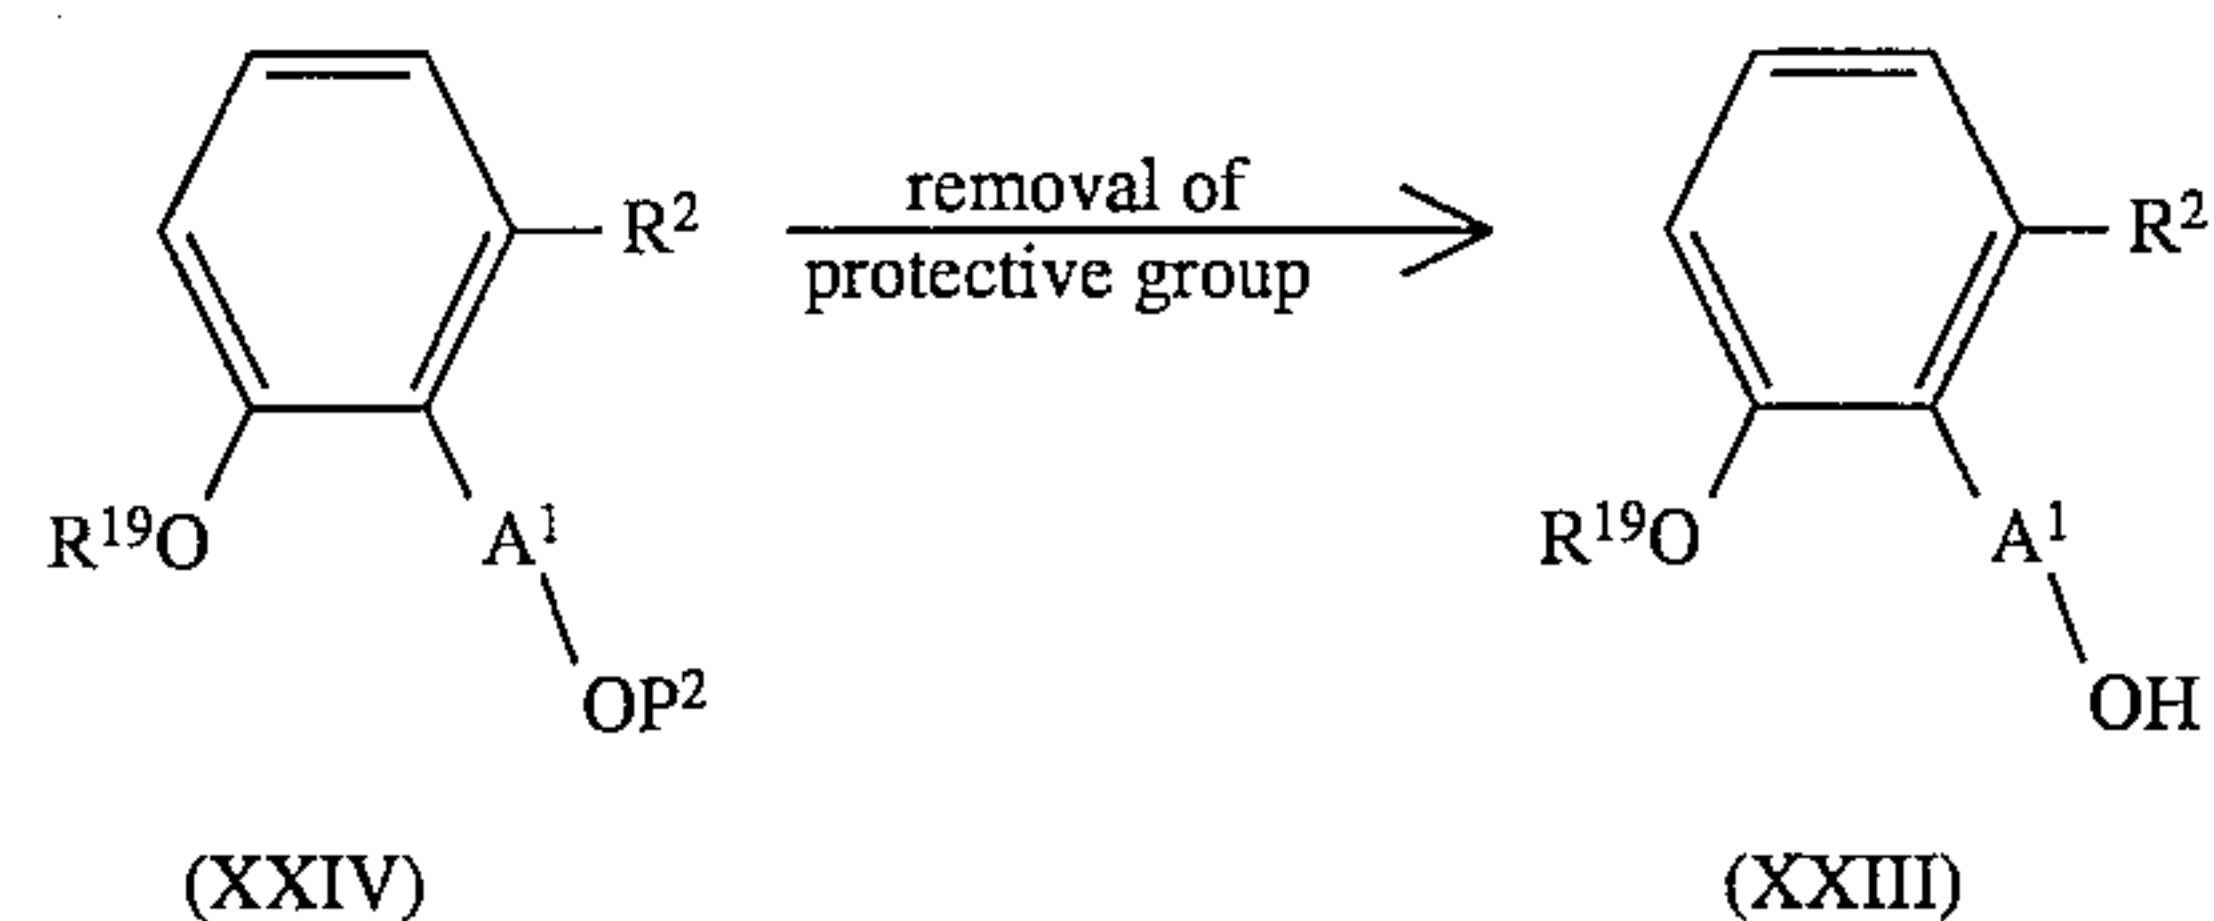 R² removal of R²
protective group
R¹⁹O A¹ R¹⁹O A¹
OP² OH
(XXIV) (XXIII)